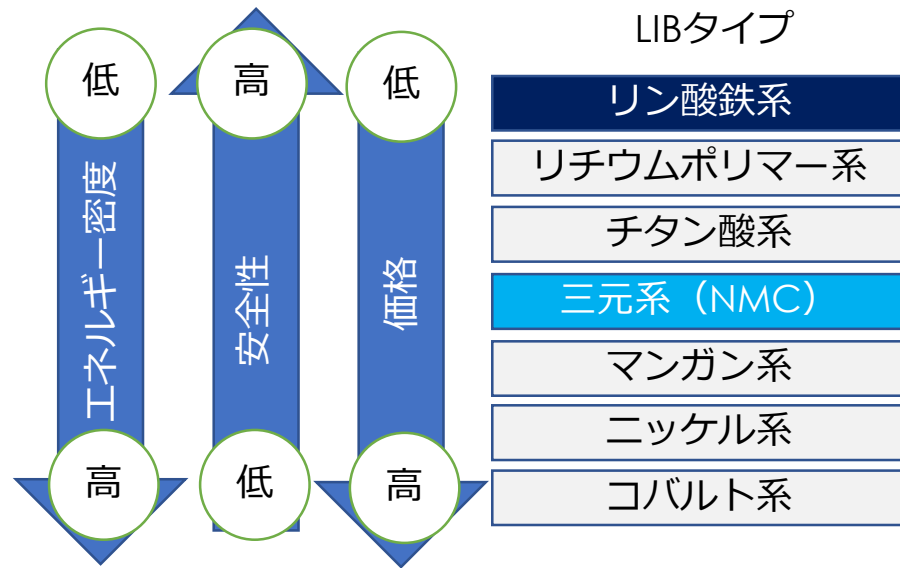 LIBタイプ
低
高
低
エネルギー密度
安全性
価格
高
低
高
リン酸鉄系
リチウムポリマー系
チタン酸系
三元系（NMC）
マンガン系
ニッケル系
コバルト系